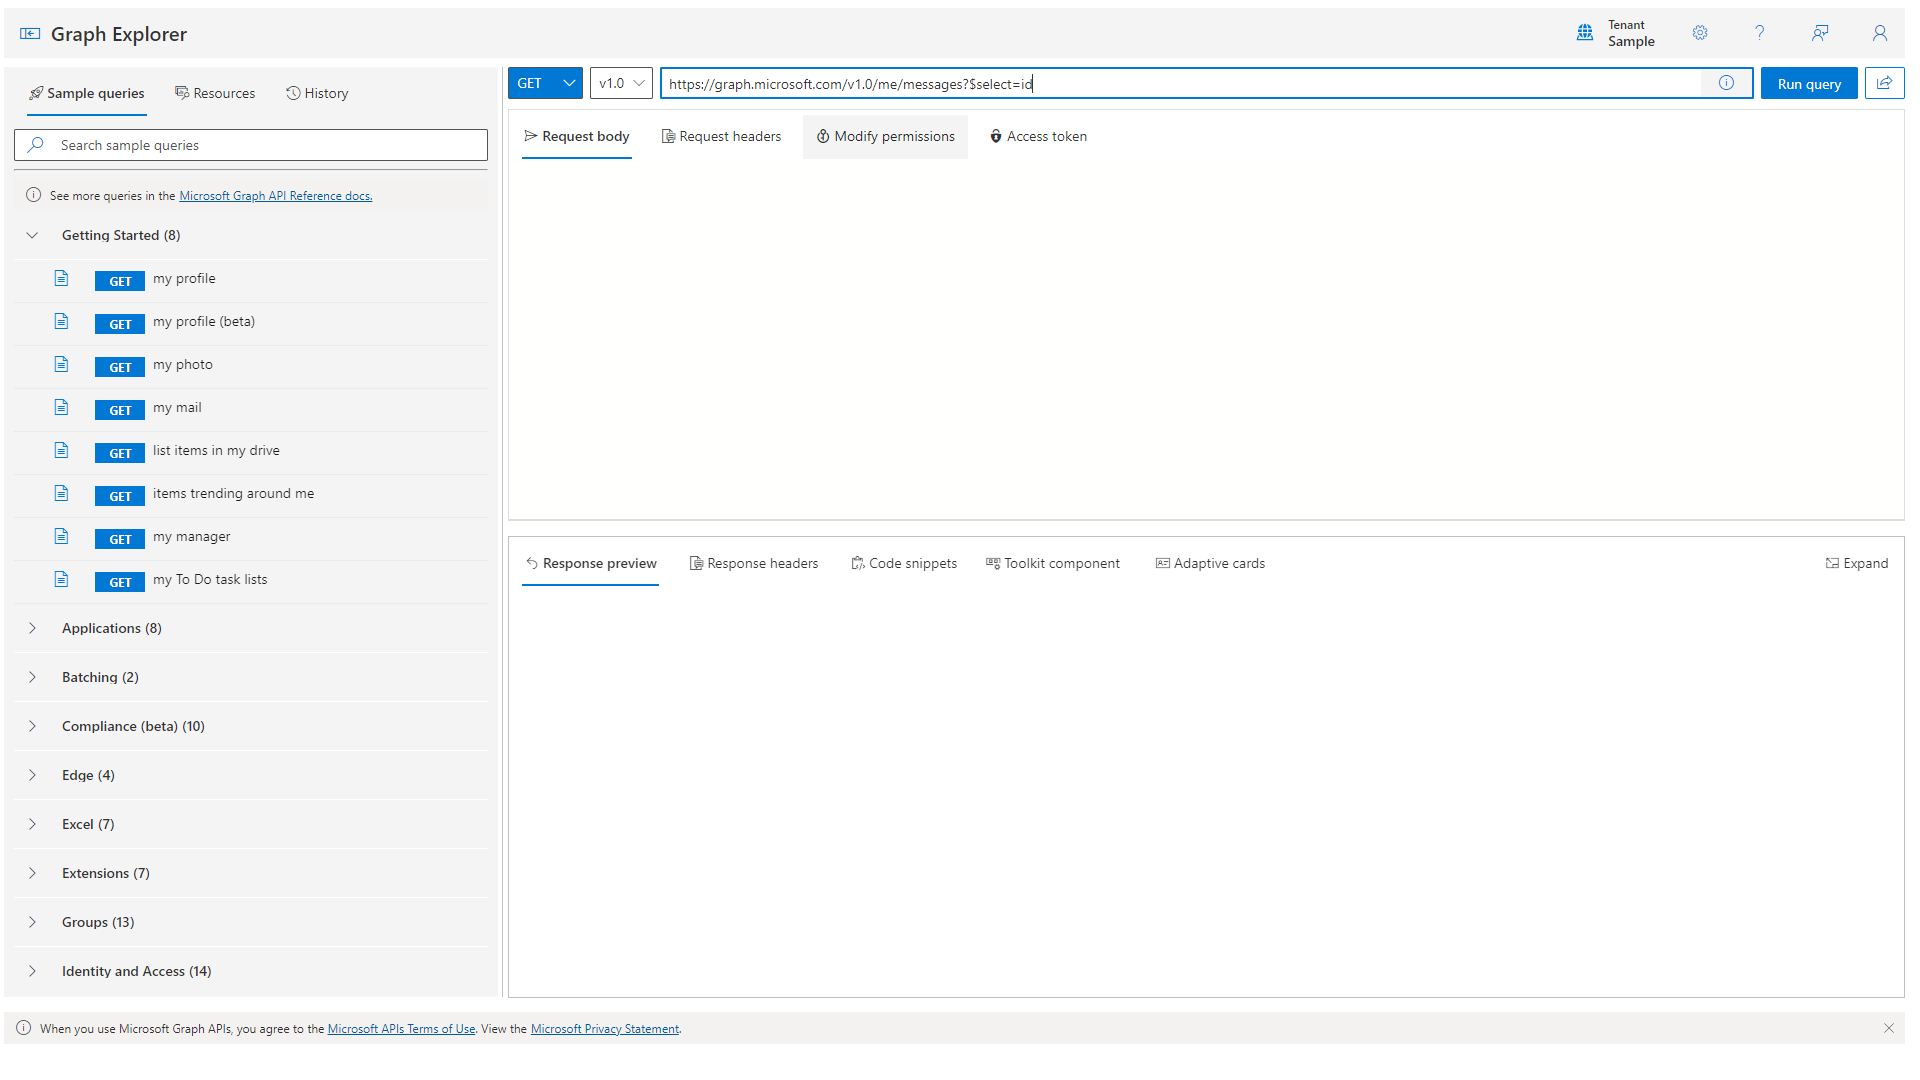 Graph Explorer
Tenant
Sample
Sample queries
Resources
History
Search sample queries
See more queries in the Microsoft Graph API Reference docs.
Getting Started (8)
GET my profile
GET my profile (beta)
GET my photo
GET my mail
GET list items in my drive
GET items trending around me
GET my manager
GET my To Do task lists
Applications (8)
Batching (2)
Compliance (beta) (10)
Edge (4)
Excel (7)
Extensions (7)
Groups (13)
Identity and Access (14)
GET
v1.0
https://graph.microsoft.com/v1.0/me/messages?$select=id
Run query
Request body
Request headers
Modify permissions
Access token
Response preview
Response headers
Code snippets
Toolkit component
Adaptive cards
Expand
When you use Microsoft Graph APIs, you agree to the Microsoft APIs Terms of Use. View the Microsoft Privacy Statement.